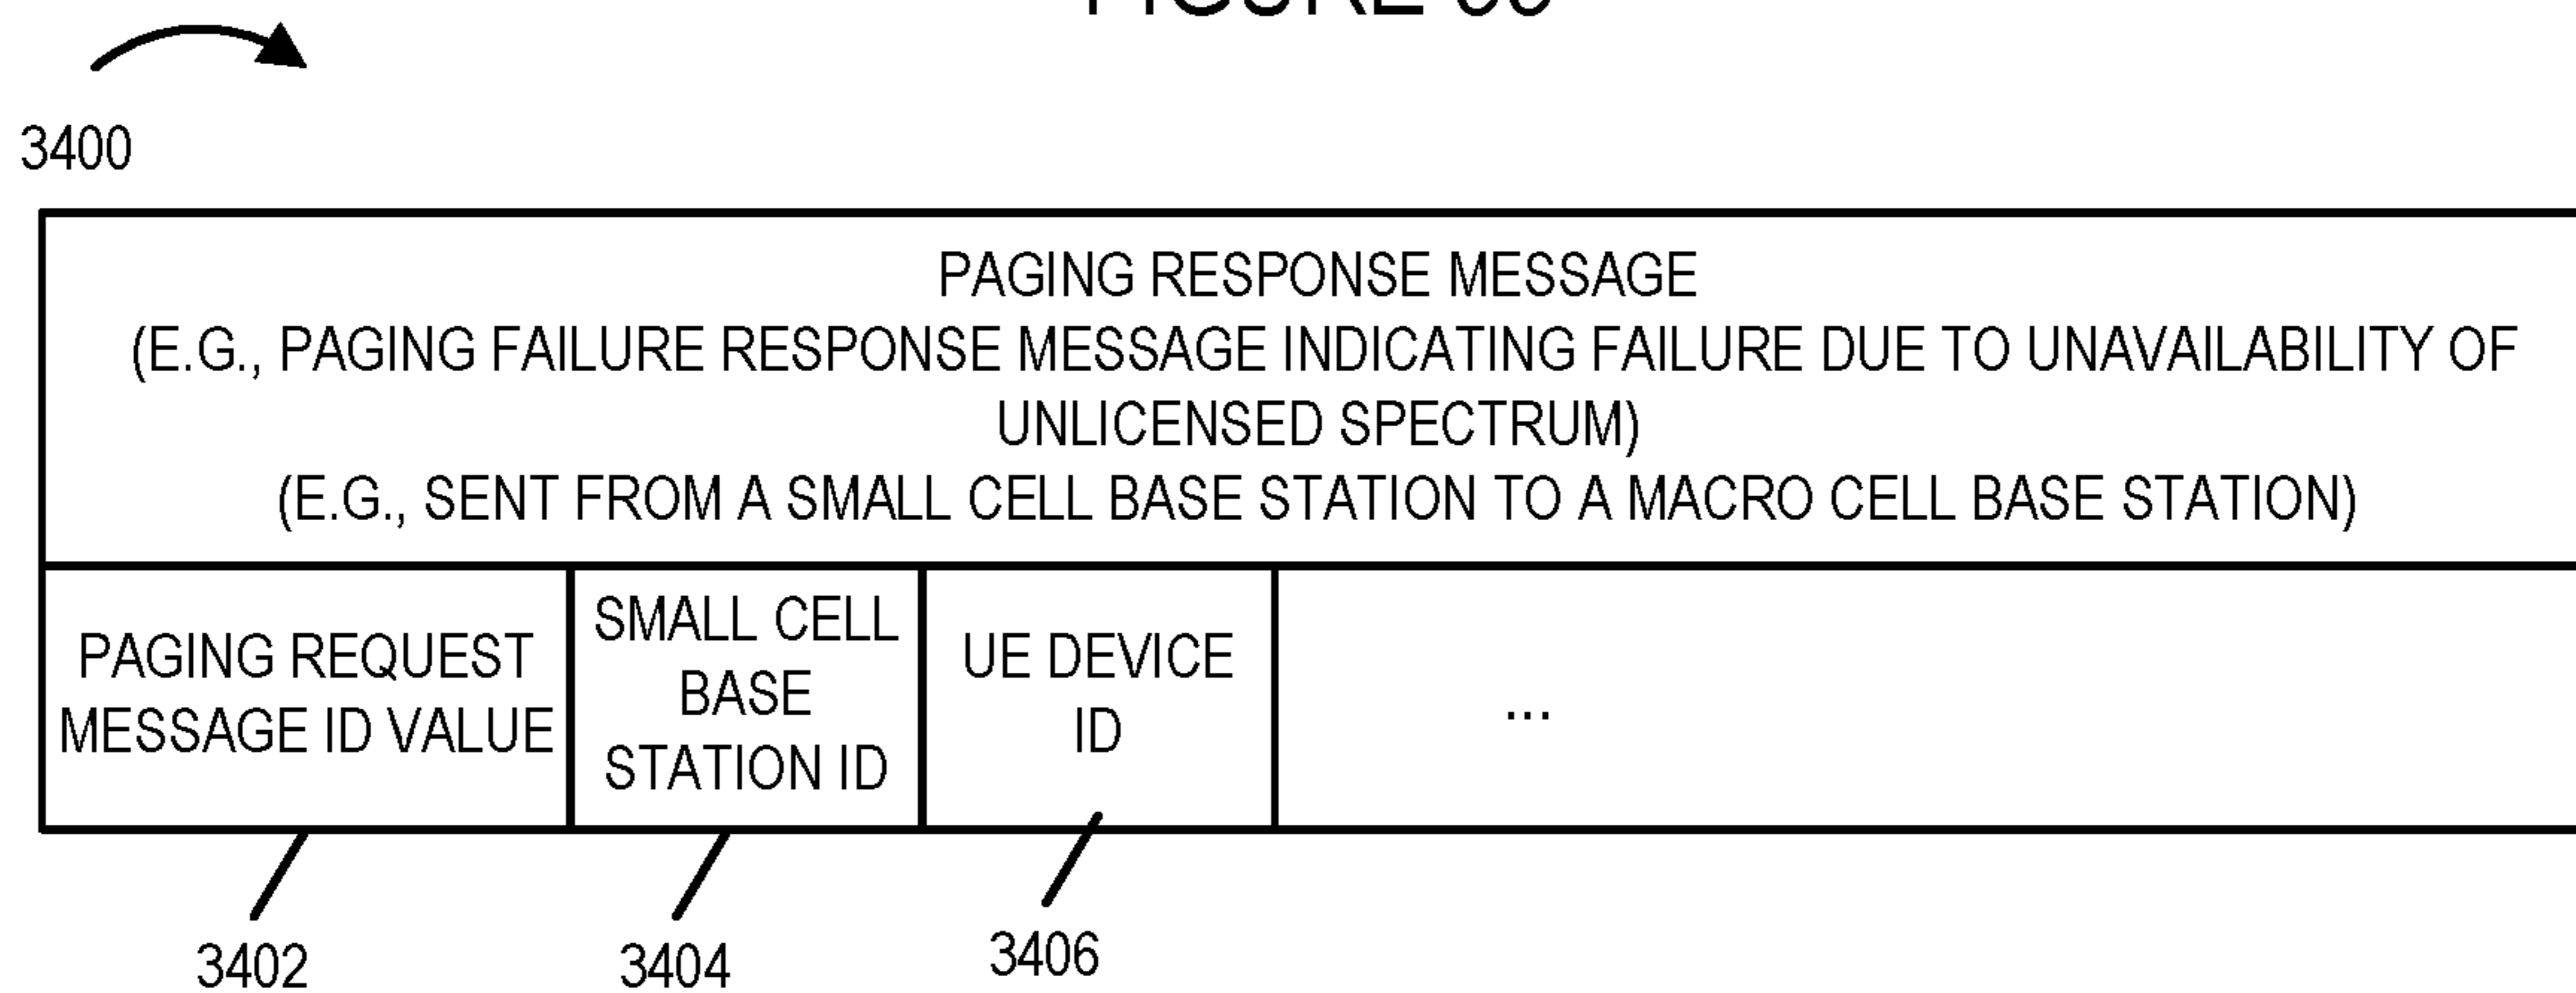 FIGURE
3400
PAGING RESPONSE MESSAGE
(E.G., PAGING FAILURE RESPONSE MESSAGE INDICATING FAILURE DUE TO UNAVAILABILITY OF
UNLICENSED SPECTRUM)
(E.G., SENT FROM A SMALL CELL BASE STATION TO A MACRO CELL BASE STATION)
PAGING REQUEST
MESSAGE ID VALUE
SMALL CELL
BASE
STATION ID
UE DEVICE
ID
...
3402
3404
3406